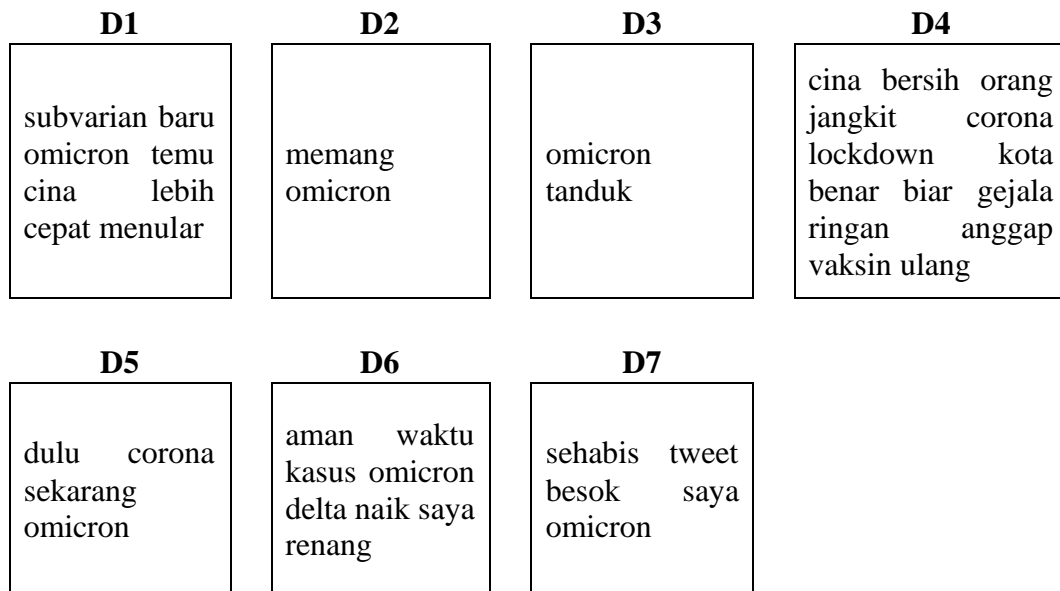 D1
subvarian baru
omicron temu
cina lebih
cepat menular
D2
memang
omicron
D3
omicron
tanduk
D4
cina bersih orang
jangkit corona
lockdown kota
benar biar gejala
ringan anggap
vaksin ulang
D5
dulu corona
sekarang
omicron
D6
aman waktu
kasus omicron
delta naik saya
renang
D7
sehabis tweet
besok saya
omicron